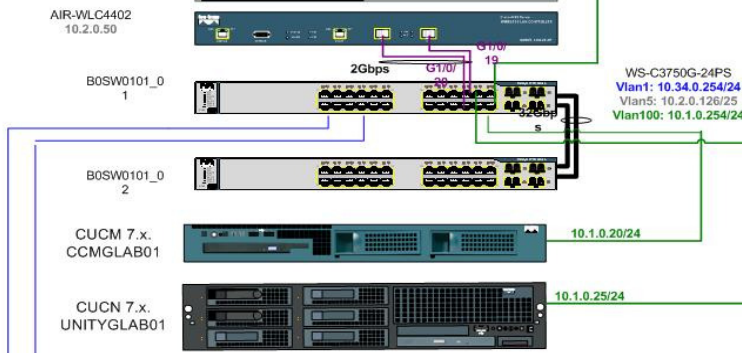 AIR-WLC4402
10.2.0.50
G1/0/
19
2Gbps
G1/0/
20
B0SW0101_0
1
WS-C3750G-24PS
Vlan1: 10.34.0.254/24
Vlan5: 10.2.0.126/25
Vlan100: 10.1.0.254/24
32Gbp
s
B0SW0101_0
2
CUCM 7.x.
CCMGLAB01
10.1.0.20/24
CUCN 7.x.
UNITYGLAB01
10.1.0.25/24